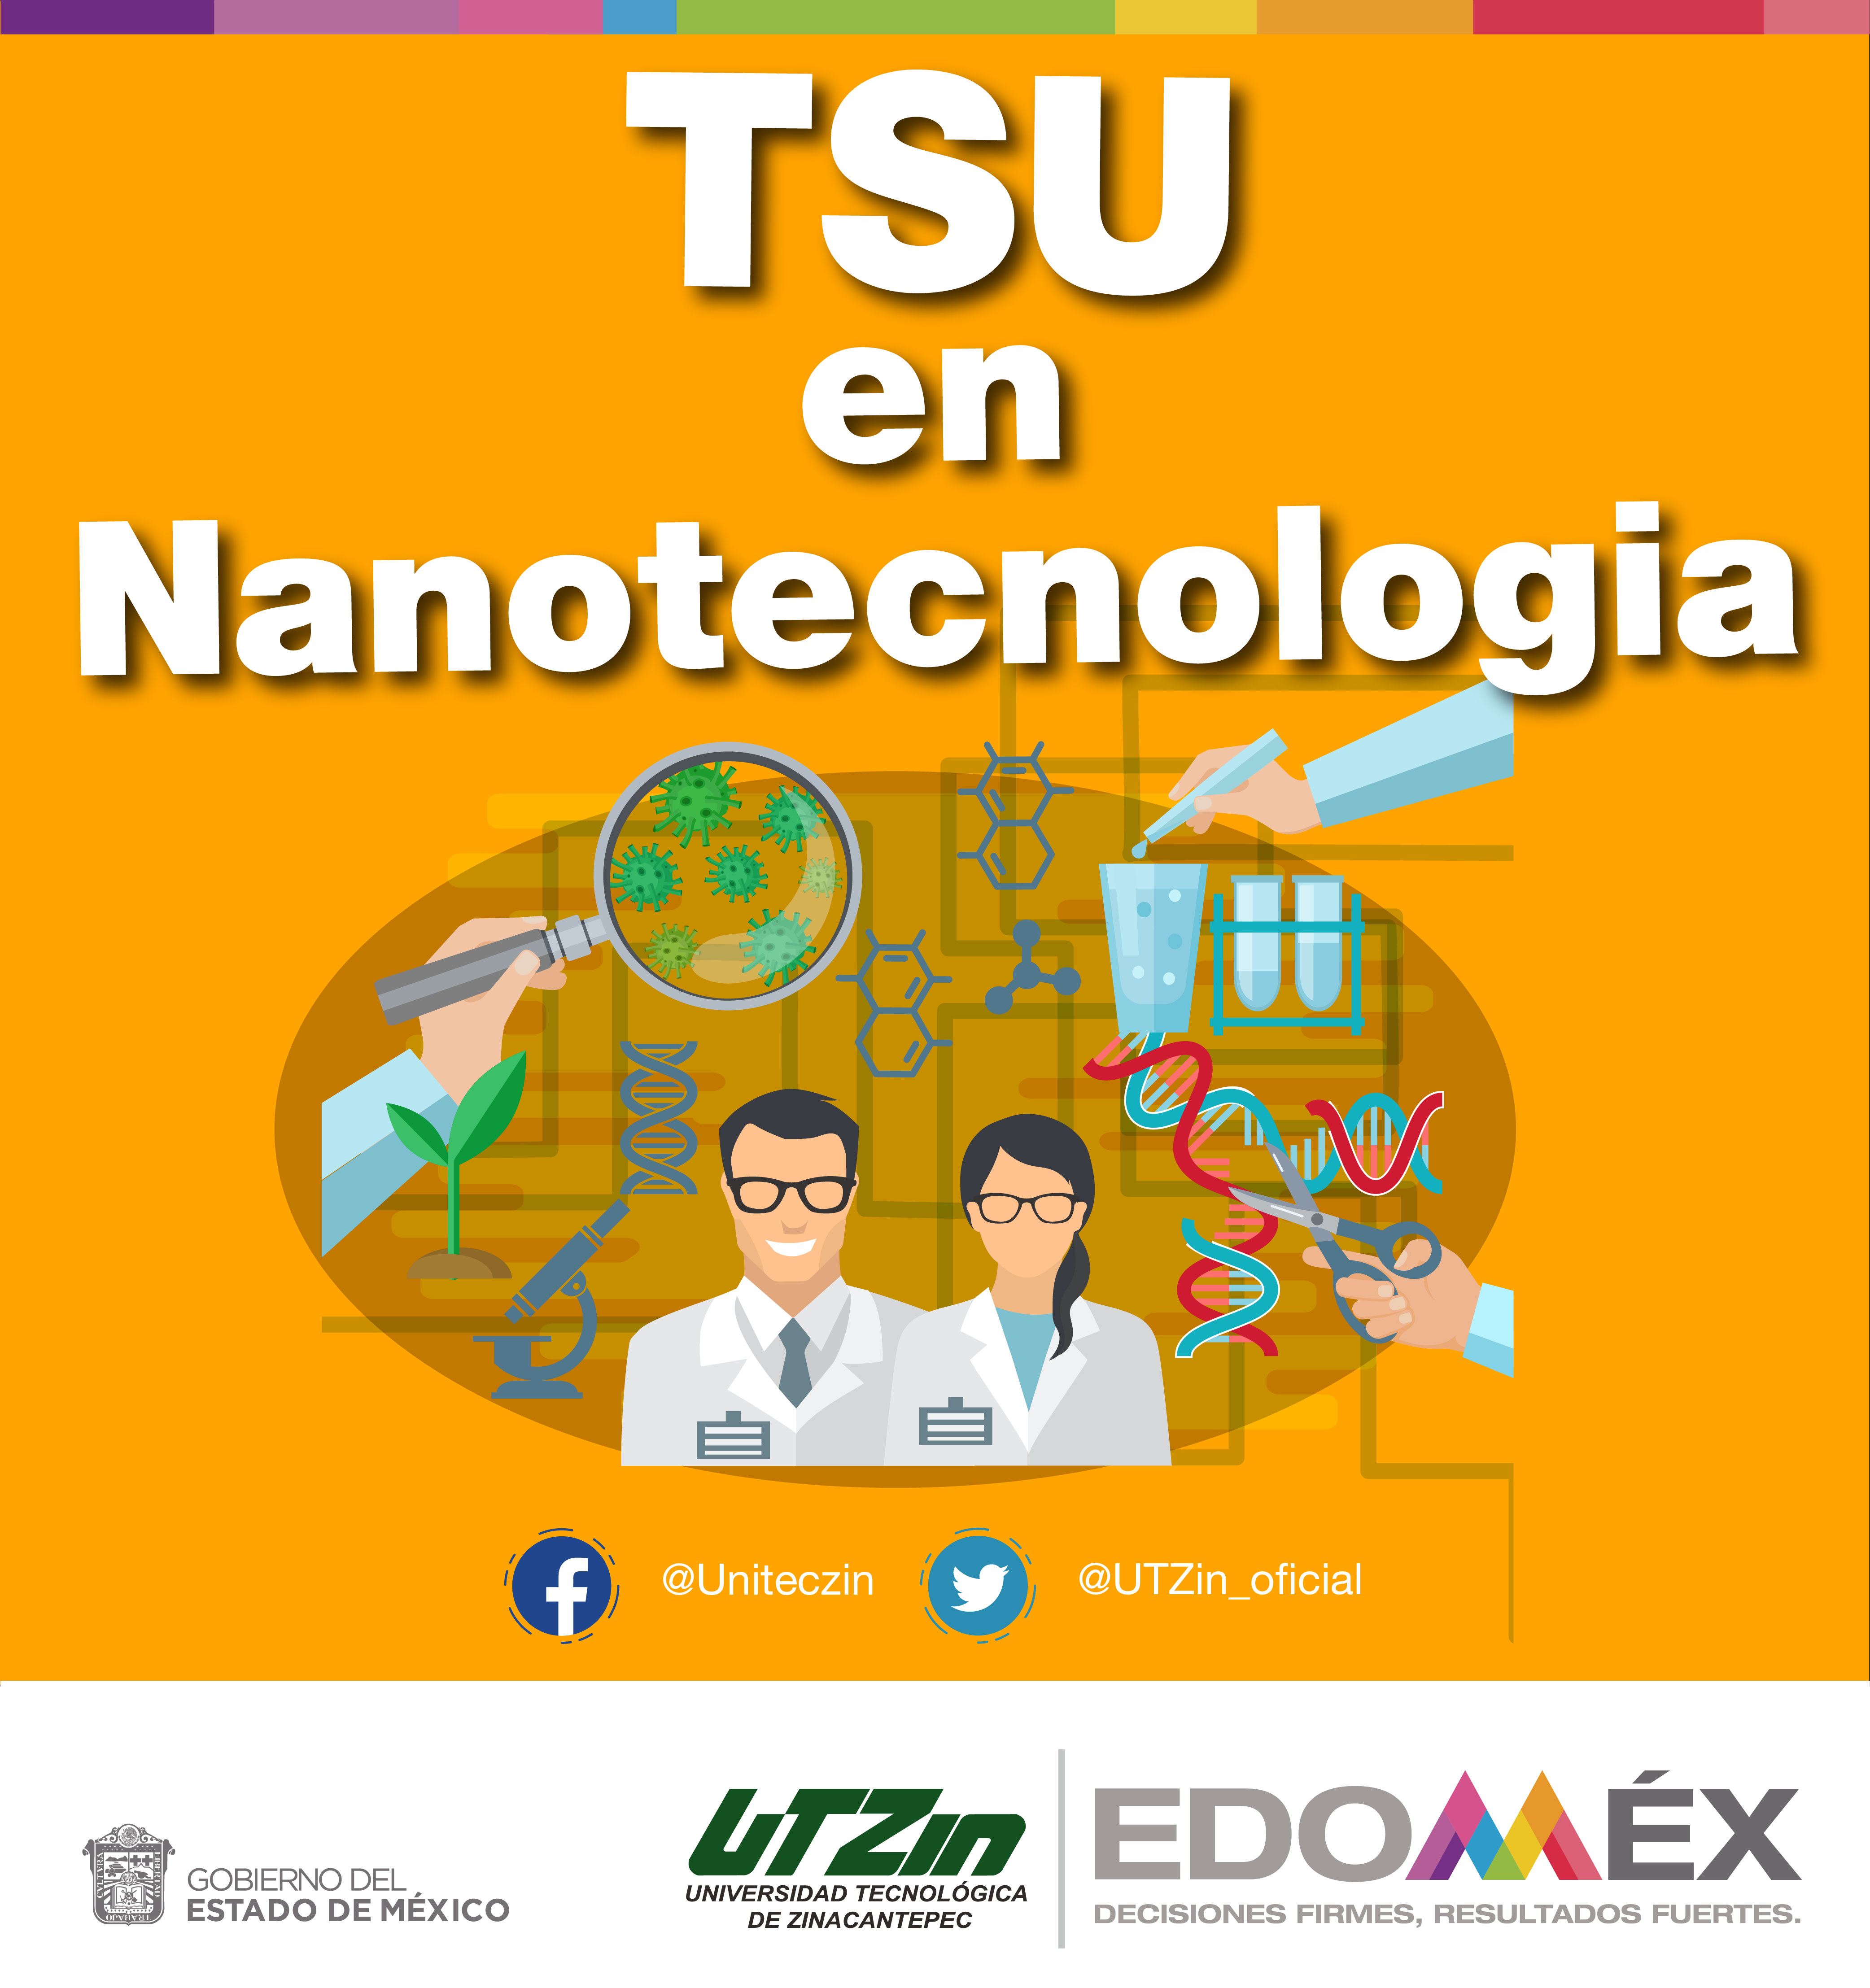 TSU
en
Nanotecnologia
@Uniteczin
@UTZin_oficial
GOBIERNO DEL
ESTADO DE MÉXICO
UTZin
UNIVERSIDAD TECNOLÓGICA
DE ZINACANTEPEC
EDOMÉX
DECISIONES FIRMES, RESULTADOS FUERTES.